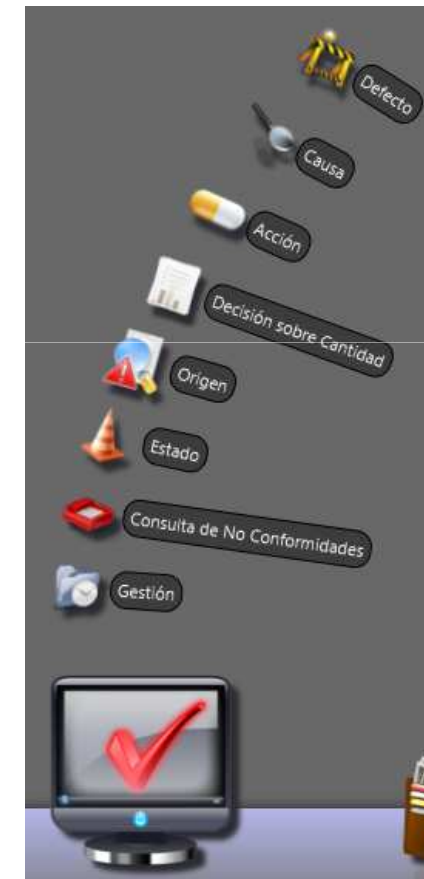 Defecto
Causa
Acción
Decisión sobre Cantidad
Origen
Estado
Consulta de No Conformidades
Gestión